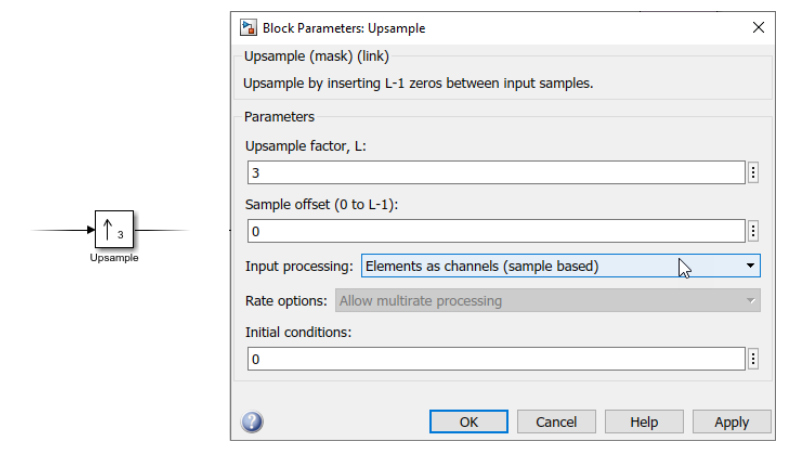 Block Parameters: Upsample
Upsample (mask) (link)
Upsample by inserting L-1 zeros between input samples.
Parameters
Upsample factor, L:
3
Sample offset (0 to L-1):
0
Input processing: Elements as channels (sample based)
Rate options: Allow multirate processing
Initial conditions:
0
OK Cancel Help Apply
3
Upsample